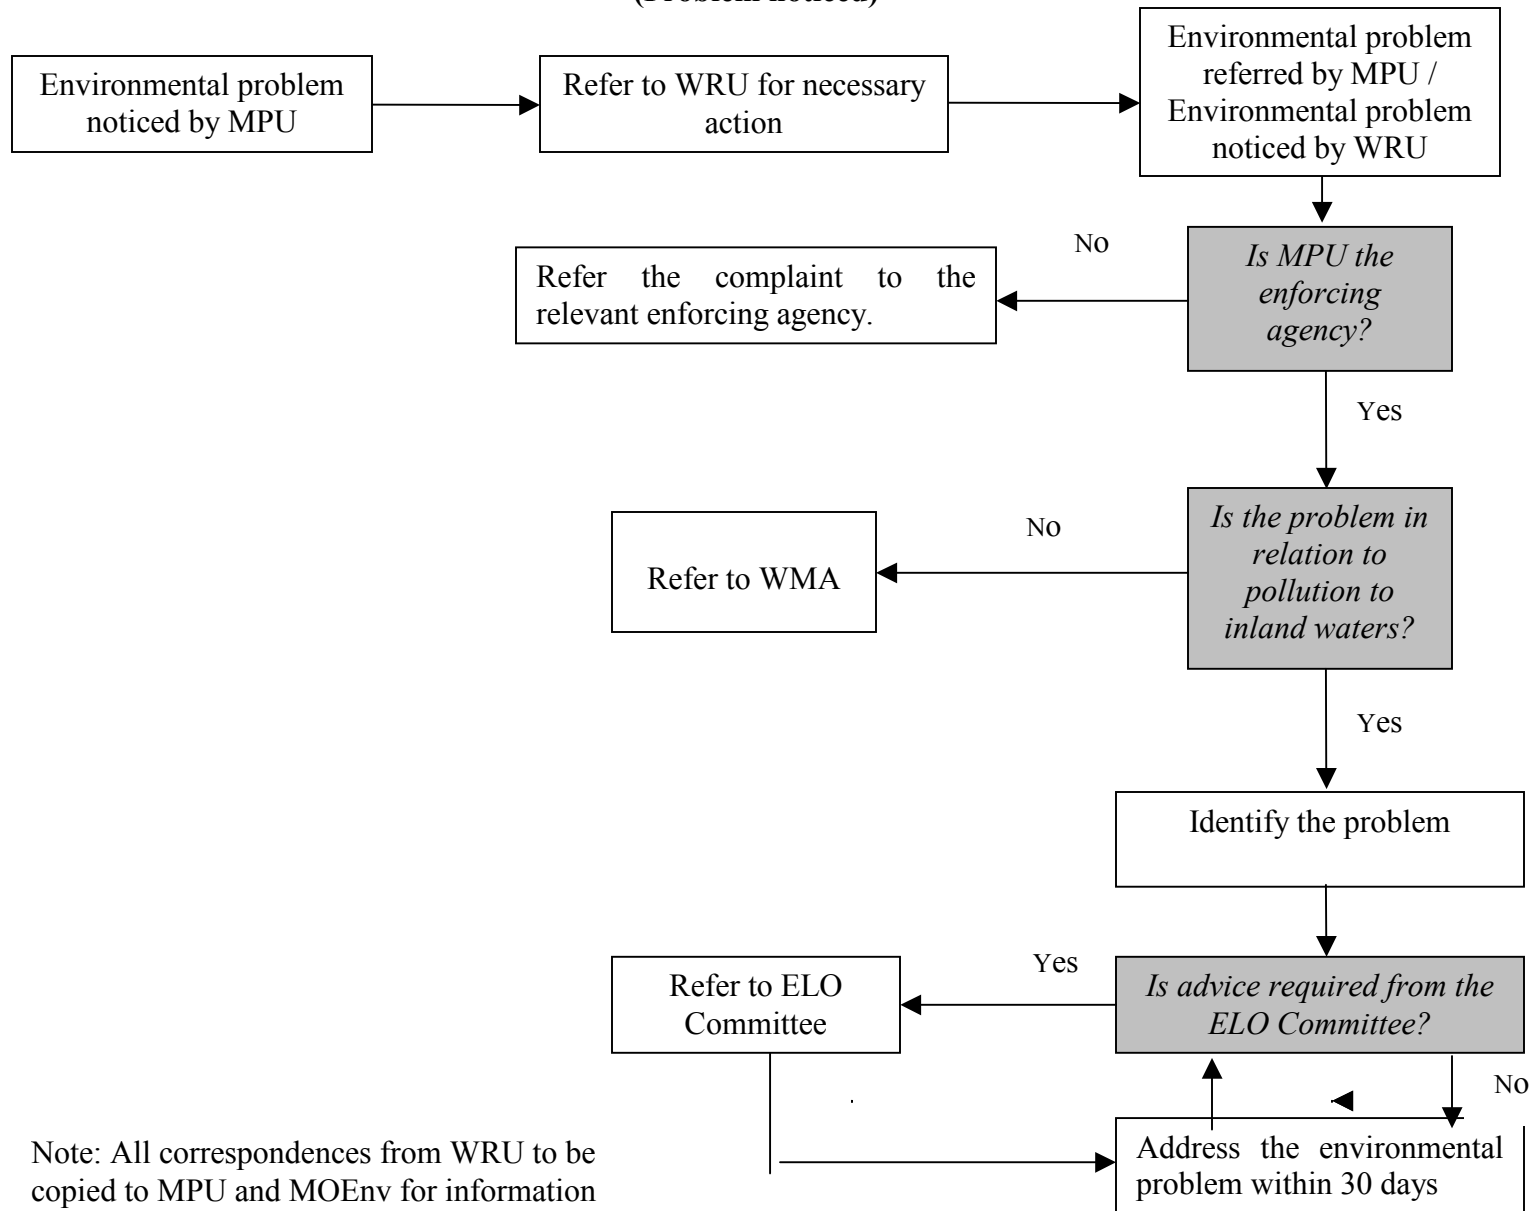 (Problem noticed)
Environmental problem
noticed by MPU
Refer to WRU for necessary
action
Environmental problem
referred by MPU /
Environmental problem
noticed by WRU
No
Is MPU the
enforcing
agency?
Refer the complaint to the
relevant enforcing agency.
Yes
No
Is the problem in
relation to
pollution to
inland waters?
Refer to WMA
Yes
Identify the problem
Yes
Refer to ELO
Committee
Is advice required from the
ELO Committee?
No
Address the environmental
problem within 30 days
Note: All correspondences from WRU to be
copied to MPU and MOEnv for information